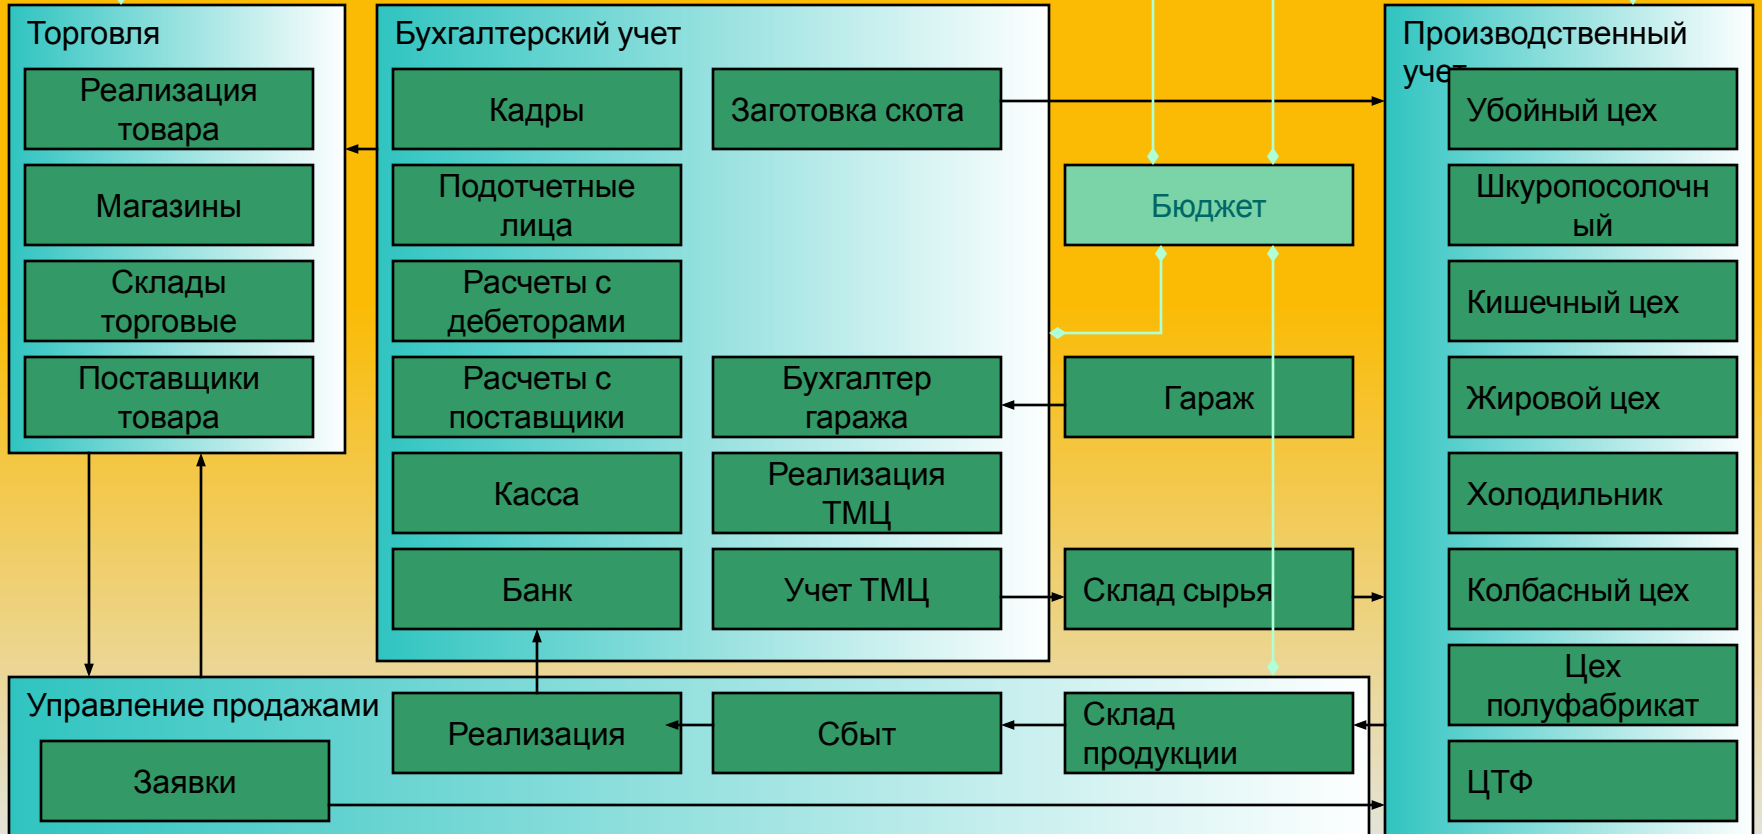 Торговля
Реализация
товара
Магазины
Склады
торговые
Поставщики
товара
Бухгалтерский учет
Кадры
Подотчетные
лица
Расчеты с
дебеторами
Расчеты с
поставщики
Касса
Банк
Заготовка скота
Бухгалтер
гаража
Реализация
ТМЦ
Учет ТМЦ
Бюджет
Гараж
Склад сырья
Производственный
учет
Убойный цех
Шкуропосолочн
ый
Кишечный цех
Жировой цех
Холодильник
Колбасный цех
Цех
полуфабрикат
ЦТФ
Управление продажами
Заявки
Реализация
Сбыт
Склад
продукции